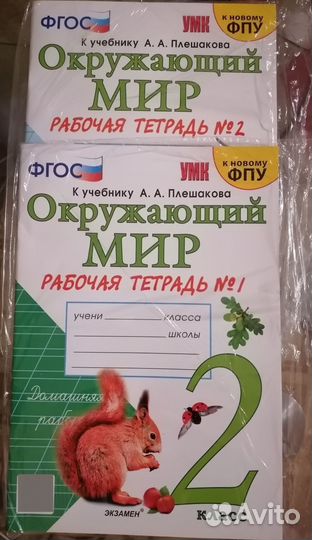 ФГОС
УМК
к новому
ФПУ
К учебнику А. А. Плешакова
Окружающий
МИР
РАБОЧАЯ ТЕТРАДЬ №2
ФГОС
УМК
к новому
ФПУ
К учебнику А. А. Плешакова
Окружающий
МИР
РАБОЧАЯ ТЕТРАДЬ №1
учени класса
школы
Домашняя
2
класс
ЭКЗАМЕН
Avito